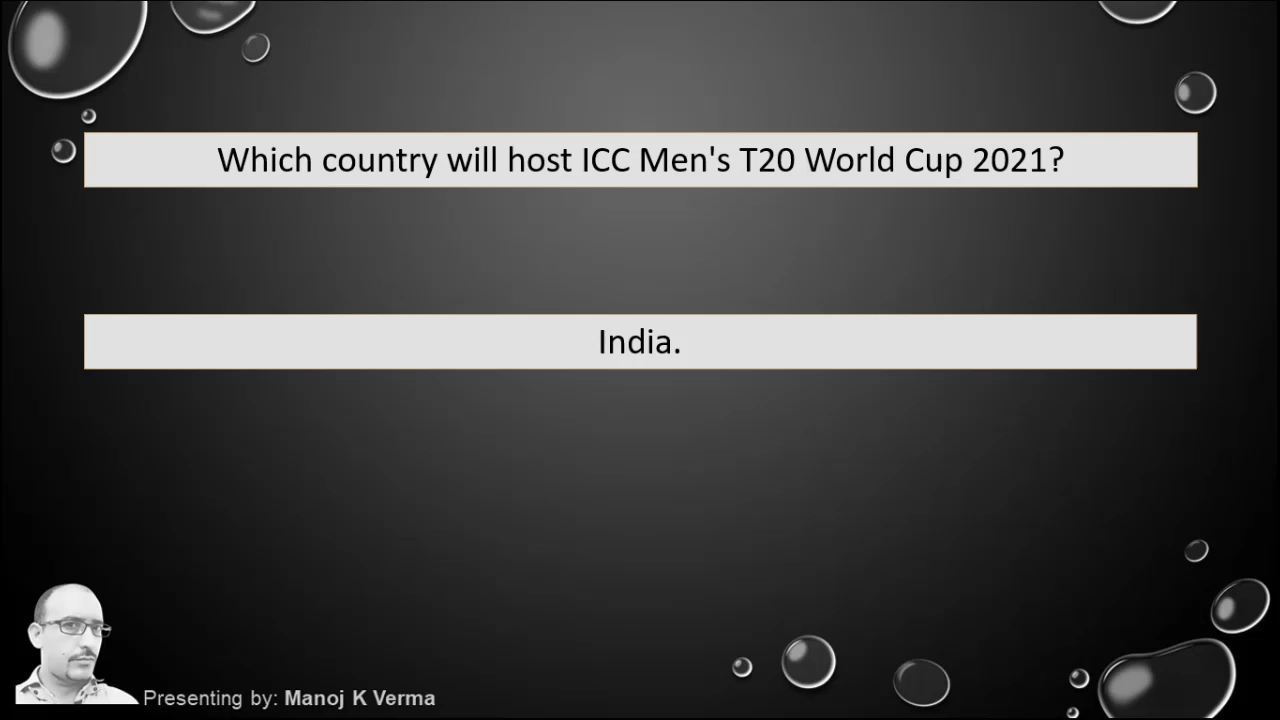 Which country will host ICC Men's T20 World Cup 2021?
India.
Presenting by: Manoj K Verma